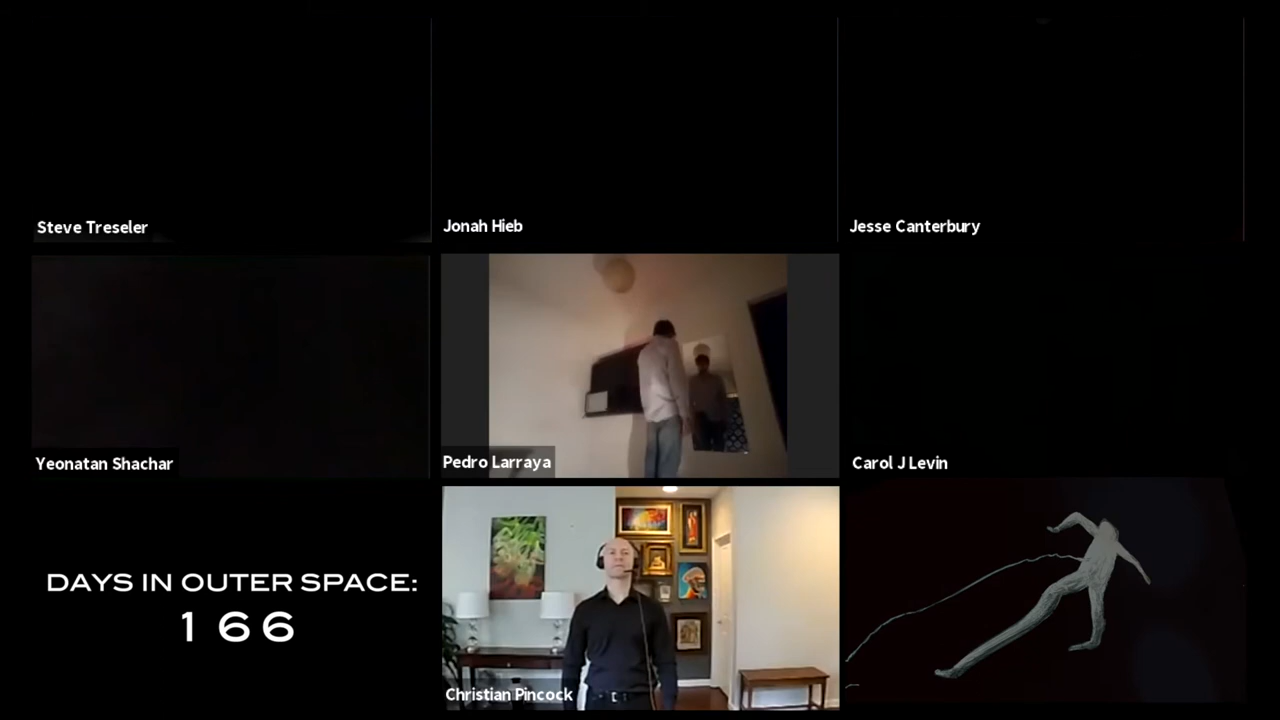 Steve Treseler
Jonah Hieb
Jesse Canterbury
Yeonatan Shachar
Pedro Larraya
Carol J Levin
DAYS IN OUTER SPACE:
166
Christian Pincock